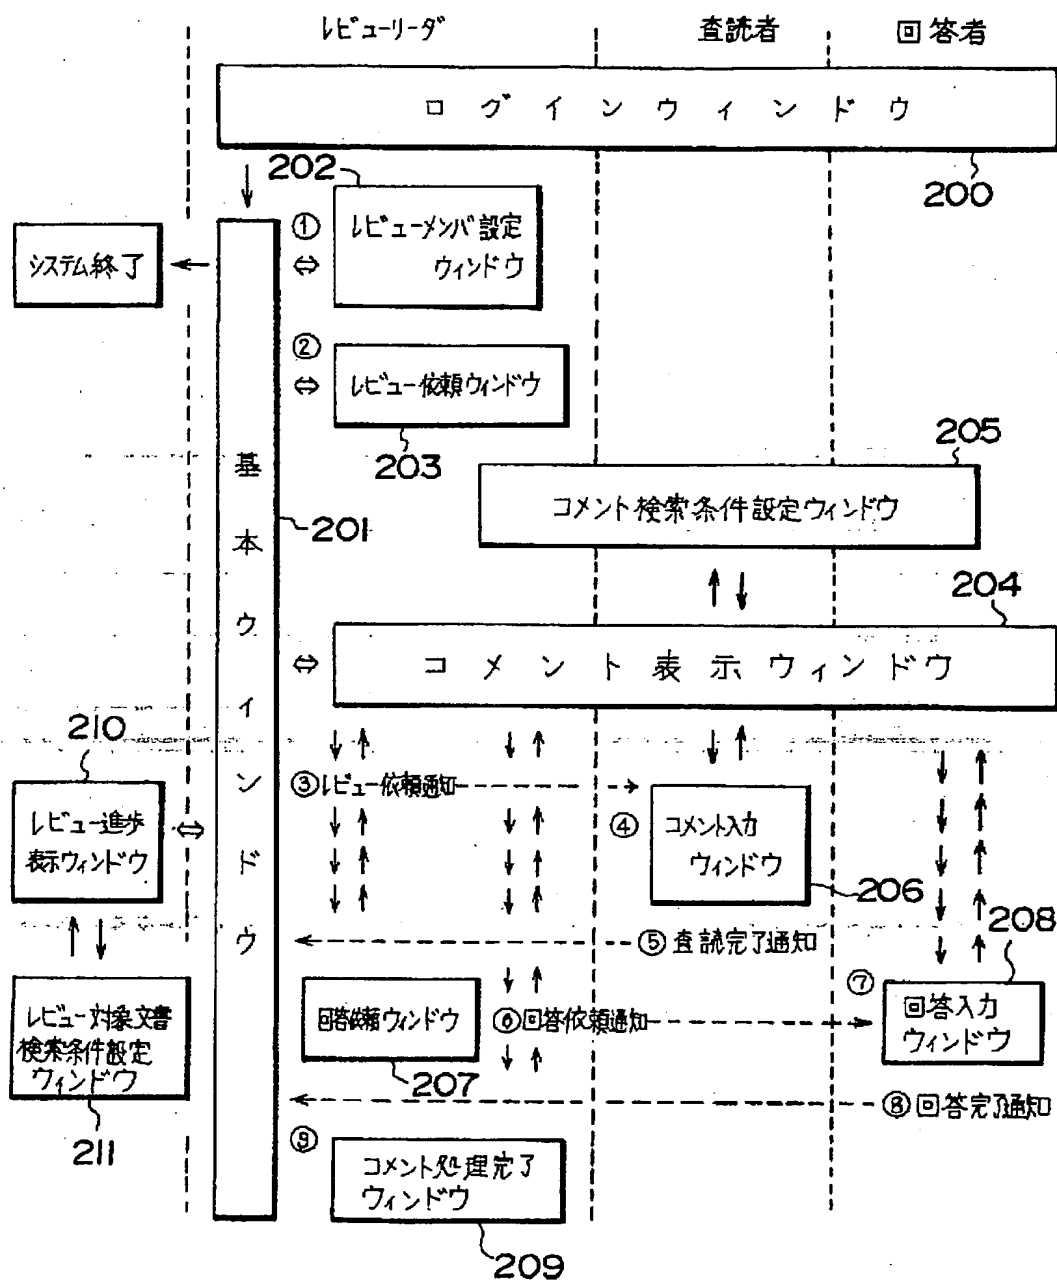 レビューリーダ
査読者
回答者
ログインウィンドウ
200
202
①
レビューメンバ設定
ウィンドウ
システム終了
②
レビュー依頼ウィンドウ
203
205
コメント検索条件設定ウィンドウ
基本ウインドウ
201
204
コメント表示ウィンドウ
210
レビュー進歩
表示ウィンドウ
③レビュー依頼通知
④
コメント入力
ウィンドウ
206
208
⑤査読完了通知
レビュー対象文書
検索条件設定
ウィンドウ
211
回答依頼ウィンドウ
207
⑥回答依頼通知
⑦
回答入力
ウィンドウ
⑧回答完了通知
⑨
コメント処理完了
ウィンドウ
209